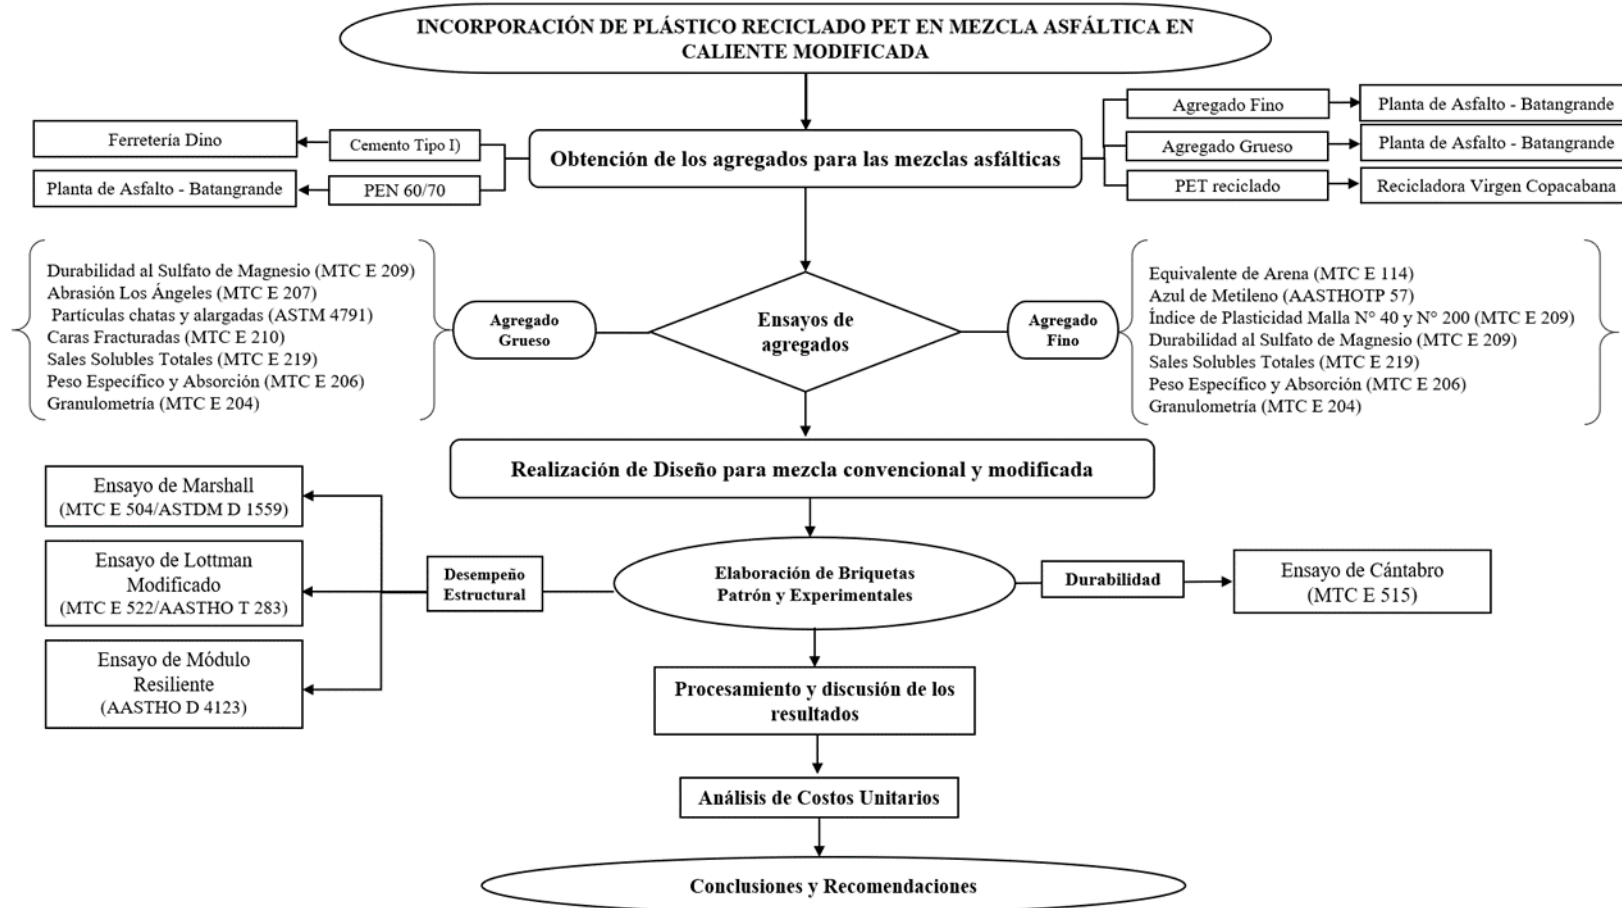 INCORPORACIÓN DE PLÁSTICO RECICLADO PET EN MEZCLA ASFÁLTICA EN
CALIENTE MODIFICADA
Ferretería Dino
Cemento Tipo I)
Planta de Asfalto - Batangrande
PEN 60/70
Obtención de los agregados para las mezclas asfálticas
Agregado Fino
Planta de Asfalto - Batangrande
Agregado Grueso
Planta de Asfalto - Batangrande
PET reciclado
Recicladora Virgen Copacabana
Durabilidad al Sulfato de Magnesio (MTC E 209)
Abrasión Los Ángeles (MTC E 207)
Partículas chatas y alargadas (ASTM 4791)
Caras Fracturadas (MTC E 210)
Sales Solubles Totales (MTC E 219)
Peso Específico y Absorción (MTC E 206)
Granulometría (MTC E 204)
Agregado
Grueso
Ensayos de
agregados
Agregado
Fino
Equivalente de Arena (MTC E 114)
Azul de Metileno (AASTHOTP 57)
Índice de Plasticidad Malla N° 40 y N° 200 (MTC E 209)
Durabilidad al Sulfato de Magnesio (MTC E 209)
Sales Solubles Totales (MTC E 219)
Peso Específico y Absorción (MTC E 206)
Granulometría (MTC E 204)
Realización de Diseño para mezcla convencional y modificada
Ensayo de Marshall
(MTC E 504/ASTDM D 1559)
Ensayo de Lottman
Modificado
(MTC E 522/AASTHO T 283)
Ensayo de Módulo
Resiliente
(AASTHO D 4123)
Desempeño
Estructural
Elaboración de Briquetas
Patrón y Experimentales
Durabilidad
Ensayo de Cántabro
(MTC E 515)
Procesamiento y discusión de los
resultados
Análisis de Costos Unitarios
Conclusiones y Recomendaciones